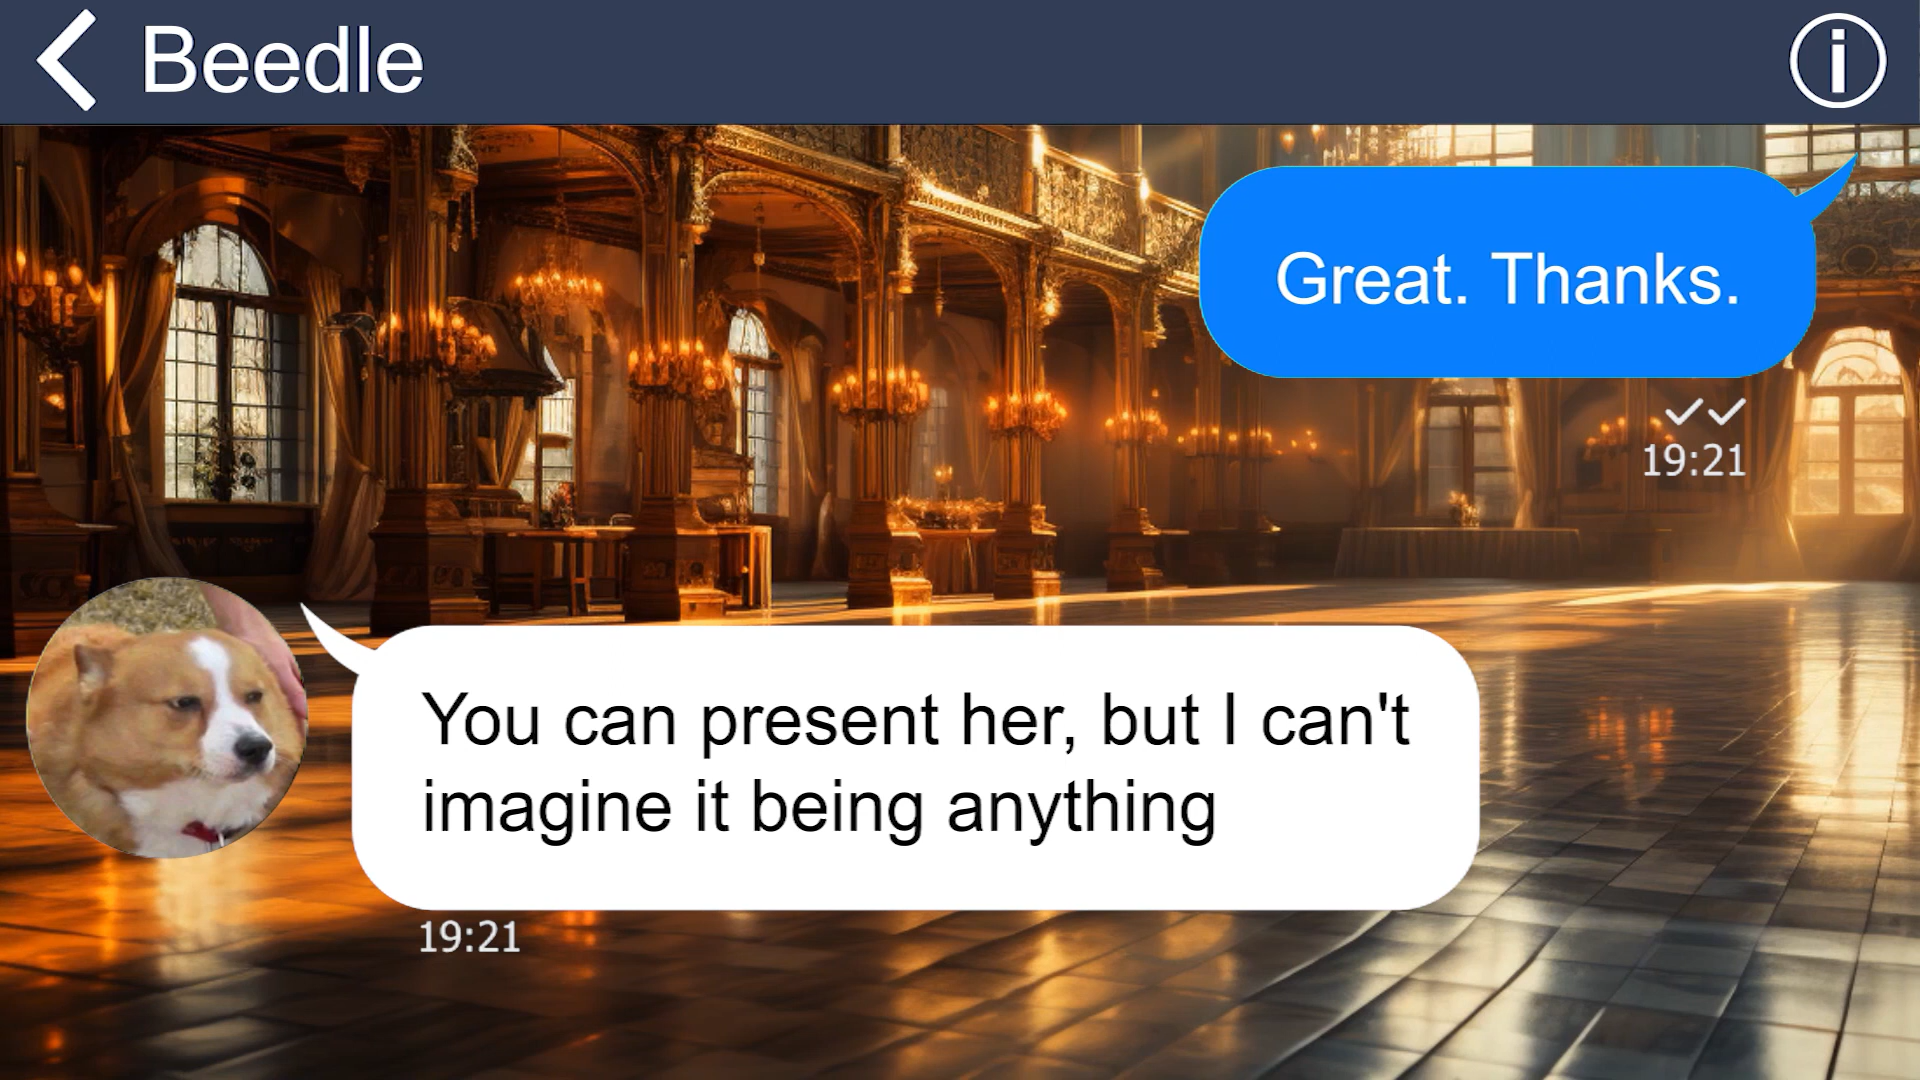 Beedle
Great. Thanks.
19:21
You can present her, but I can't
imagine it being anything
19:21